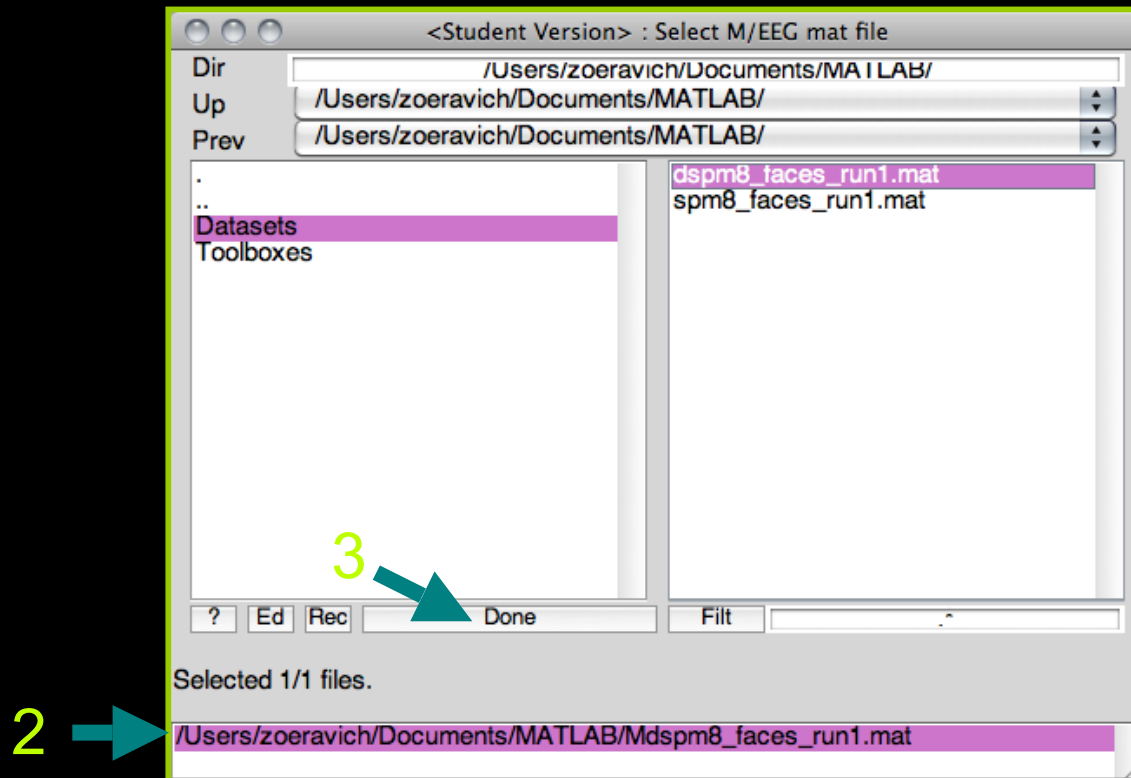 <Student Version> : Select M/EEG mat file
Dir /Users/zoeravich/Documents/MATLAB/
Up /Users/zoeravich/Documents/MATLAB/
Prev /Users/zoeravich/Documents/MATLAB/
.
..
Datasets
Toolboxes
dspm8_faces_run1.mat
spm8_faces_run1.mat
3
? Ed Rec Done Filt .*
Selected 1/1 files.
2 /Users/zoeravich/Documents/MATLAB/Mdspm8_faces_run1.mat